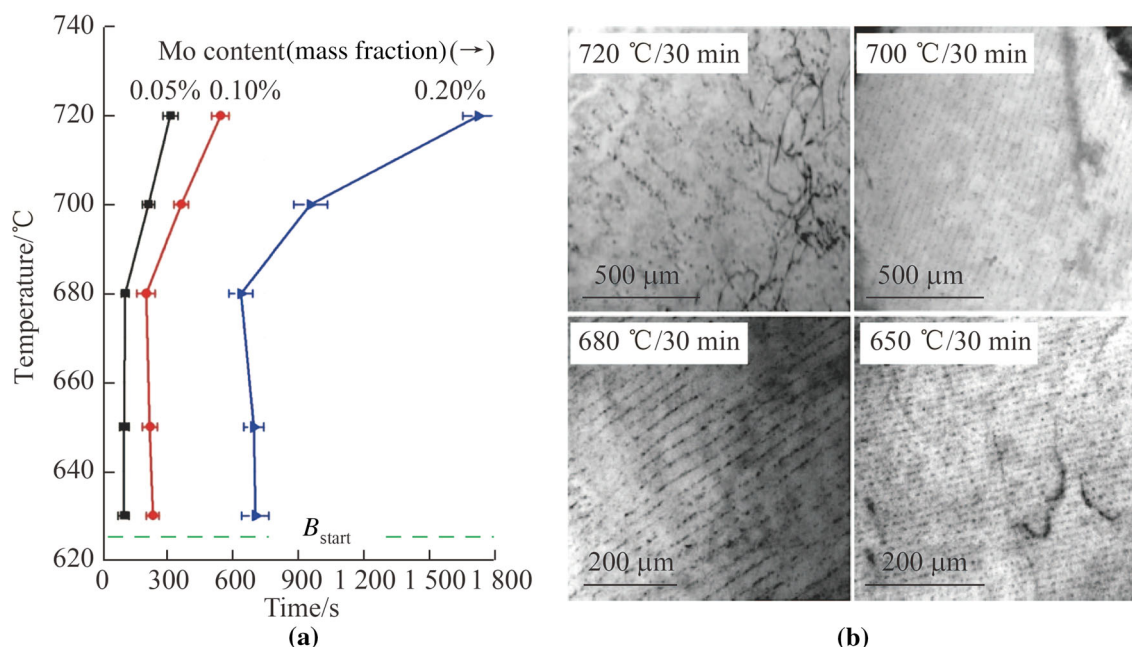 Mo content(mass fraction)(→)
0.05% 0.10% 0.20%
740
720
700
680
660
640
620
Temperature/℃
B start
0 300 600 900 1 200 1 500 1 800
Time/s
(a)
720 ℃/30 min
500 μm
700 ℃/30 min
500 μm
680 ℃/30 min
200 μm
650 ℃/30 min
200 μm
(b)